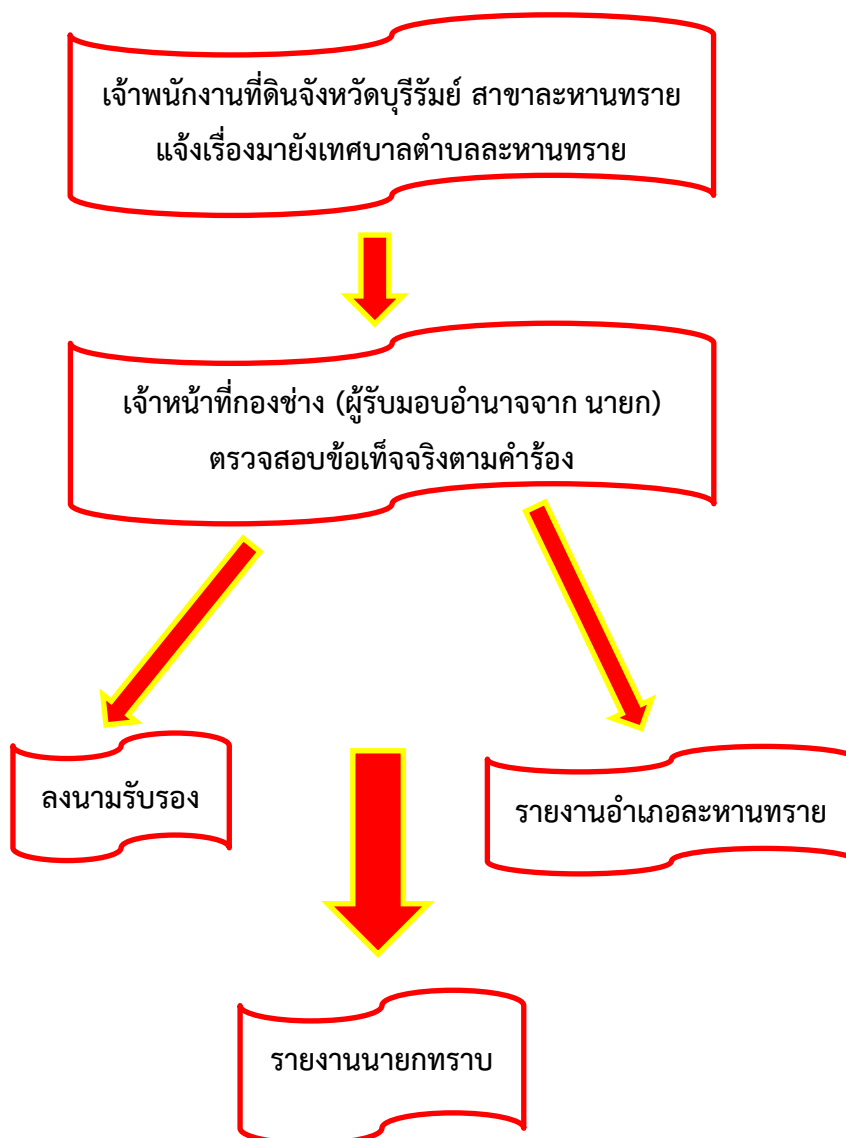 เจ้าพนักงานที่ดินจังหวัดบุรีรัมย์ สาขาละหานทราย
แจ้งเรื่องมายังเทศบาลตำบลละหานทราย
เจ้าหน้าที่กองช่าง (ผู้รับมอบอำนาจจาก นายก)
ตรวจสอบข้อเท็จจริงตามคำร้อง
ลงนามรับรอง
รายงานอำเภอละหานทราย
รายงานนายกทราบ